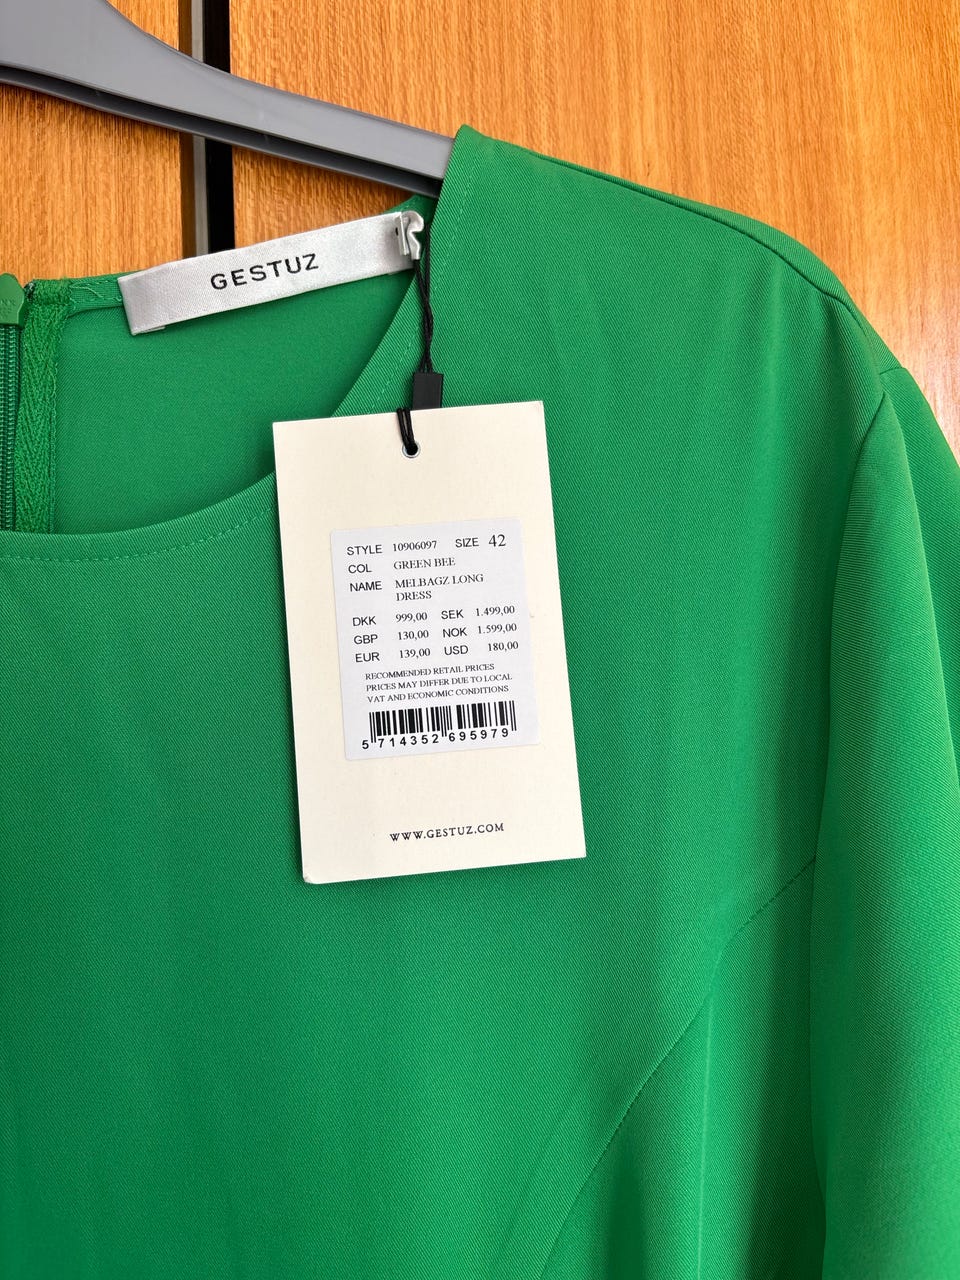 GESTUZ
STYLE 10906097 SIZE 42
COL GREEN BEE
NAME MELBAGZ LONG
DRESS
DKK 999,00 SEK 1.499,00
GBP 130,00 NOK 1.599,00
EUR 139,00 USD 180,00
RECOMMENDED RETAIL PRICES
PRICES MAY DIFFER DUE TO LOCAL
VAT AND ECONOMIC CONDITIONS
5 714352 695979
WWW.GESTUZ.COM